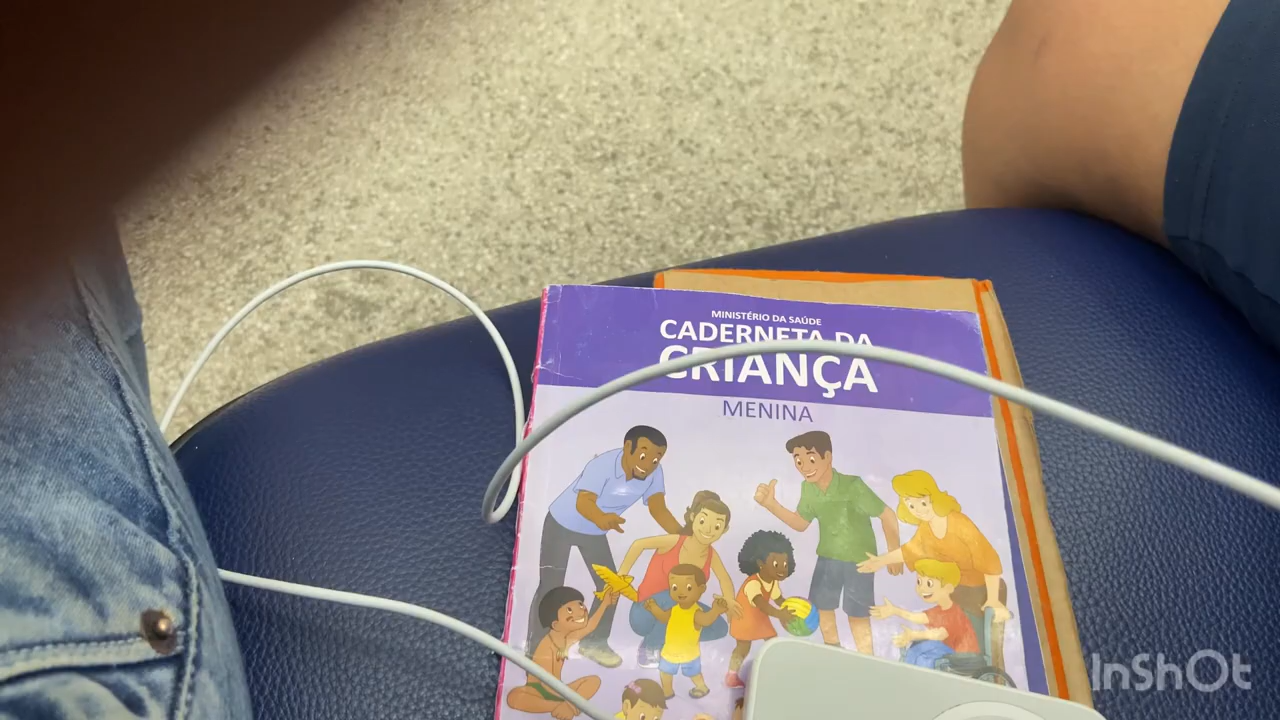 MINISTÉRIO DA SAÚDE
CADERNETA DA
CRIANÇA
MENINA
InShOt